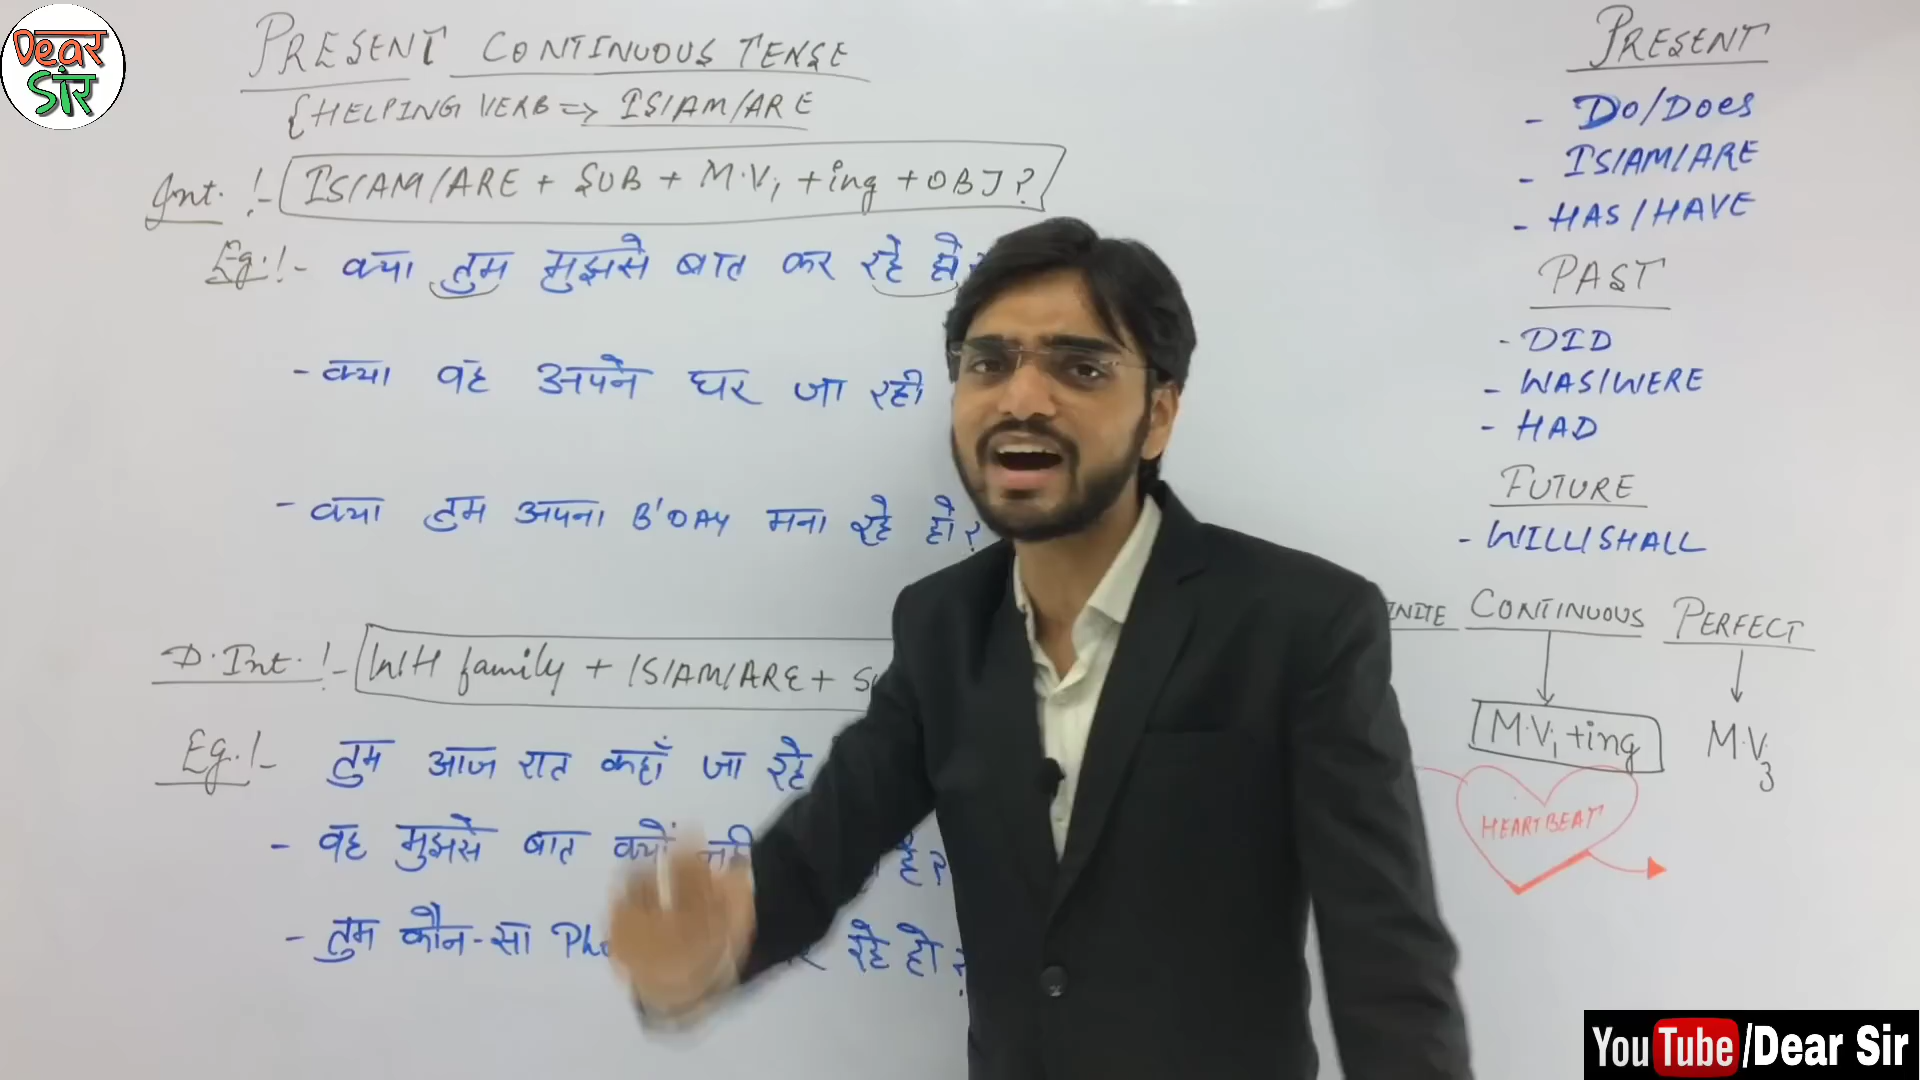 Dear
Sir
PRESENT CONTINUOUS TENSE
{HELPING VERB => IS/AM/ARE
Int. !- IS/AM/ARE + SUB + M.V₁ + ing + OBJ?
Eg.!- क्या तुम मुझसे बात कर रहे हो ?
- क्या वह अपने घर जा रही
- क्या तुम अपना B'DAY मना रहे हो ?
D. Int. !- WH family + IS/AM/ARE +
Eg.!- तुम आज रात कहाँ जा रहे
- वह मुझसे बात क्यों नही है ?
- तुम कौन-सा रहे हो ?
PRESENT
- DO/DOES
- IS/AM/ARE
- HAS/HAVE
PAST
- DID
- WAS/WERE
- HAD
FUTURE
- WILL/SHALL
CONTINUOUS PERFECT
M.V₁ +ing M.V₃
HEARTBEAT
YouTube/Dear Sir